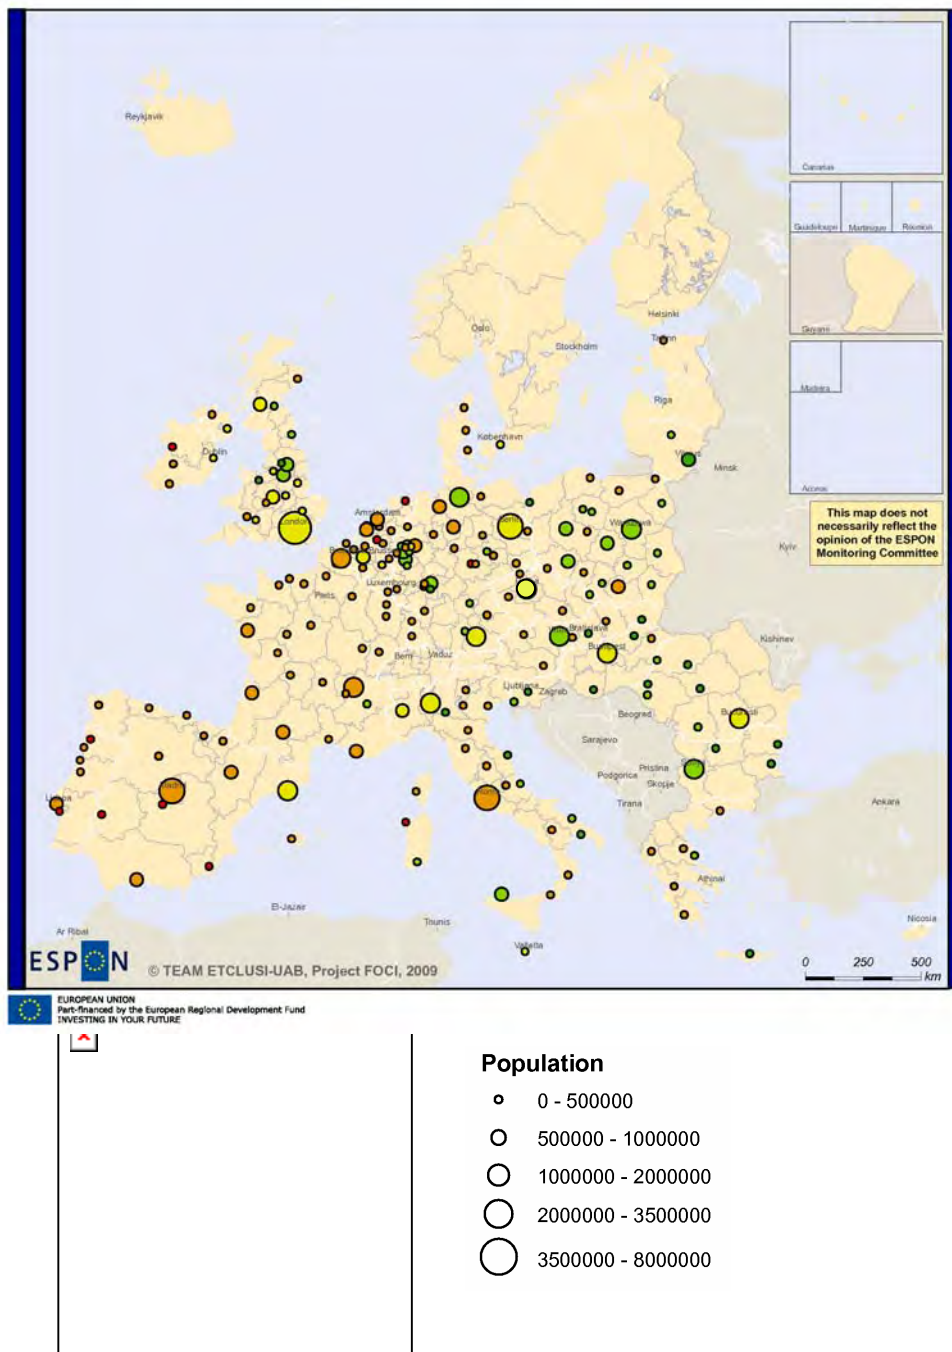 Reykjavik
Canarias
Guadeloupe
Martinique
Réunion
Guyane
Helsinki
Tallinn
Oslo
Stockholm
Riga
Madeira
København
Dublin
Vilnius
Minsk
Acores
Amsterdam
Berlin
Warszawa
London
This map does not
necessarily reflect the
opinion of the ESPON
Monitoring Committee
Kyiv
Luxembourg
Paris
Bratislava
Kishinev
Bern
Vaduz
Budapest
Ljubljana
Zagreb
Beograd
Sarajevo
Pristina
Podgorica
Skopje
Tirana
Ankara
Athinai
El-Jazair
Tounis
Nicosia
Ar Ribat
Valletta
ESPON
© TEAM ETCLUSI-UAB, Project FOCI, 2009
0 250 500
km
EUROPEAN UNION
Part-financed by the European Regional Development Fund
INVESTING IN YOUR FUTURE
Population
0 - 500000
500000 - 1000000
1000000 - 2000000
2000000 - 3500000
3500000 - 8000000